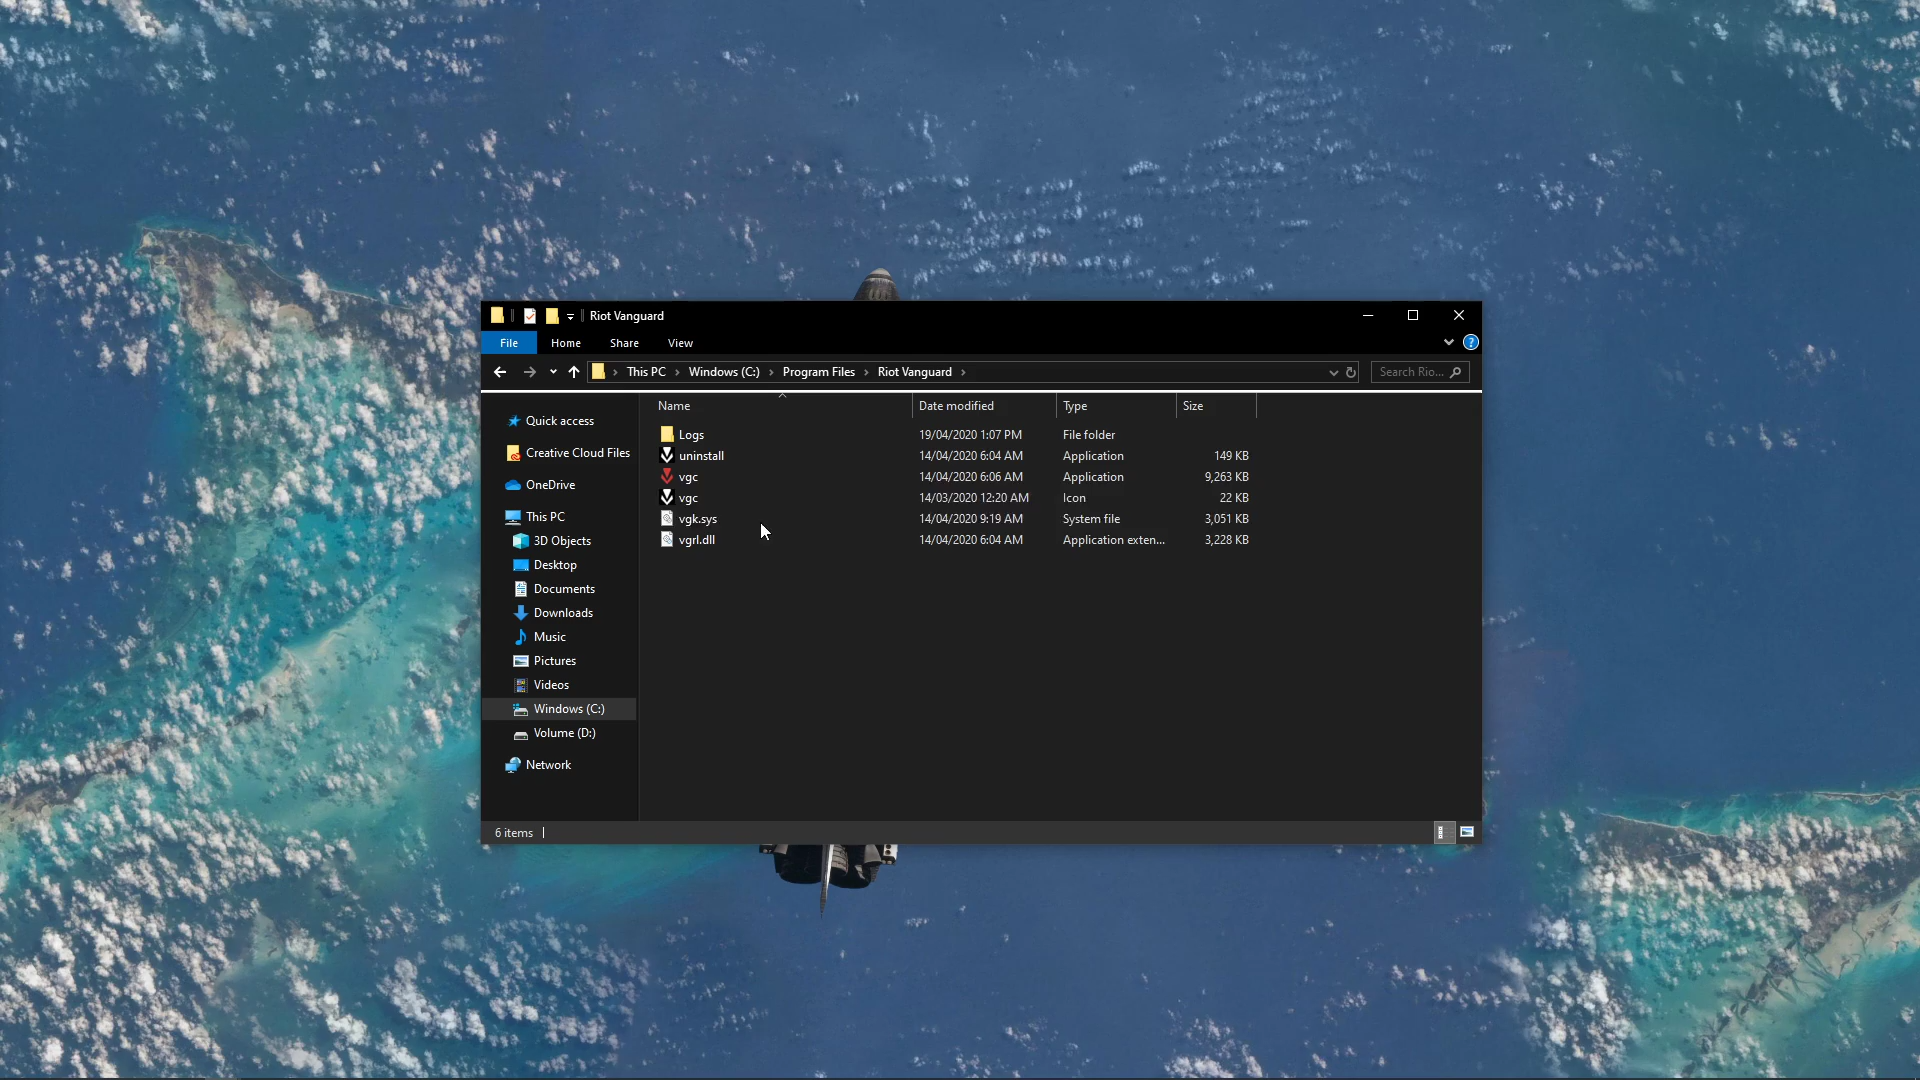 Riot Vanguard
File Home Share View
This PC Windows (C:) Program Files Riot Vanguard Search Rio...
Name Date modified Type Size
Logs 19/04/2020 1:07 PM File folder
uninstall 14/04/2020 6:04 AM Application 149 KB
vgc 14/04/2020 6:06 AM Application 9,263 KB
vgc 14/03/2020 12:20 AM Icon 22 KB
vgk.sys 14/04/2020 9:19 AM System file 3,051 KB
vgrl.dll 14/04/2020 6:04 AM Application exten... 3,228 KB
Quick access
Creative Cloud Files
OneDrive
This PC
3D Objects
Desktop
Documents
Downloads
Music
Pictures
Videos
Windows (C:)
Volume (D:)
Network
6 items